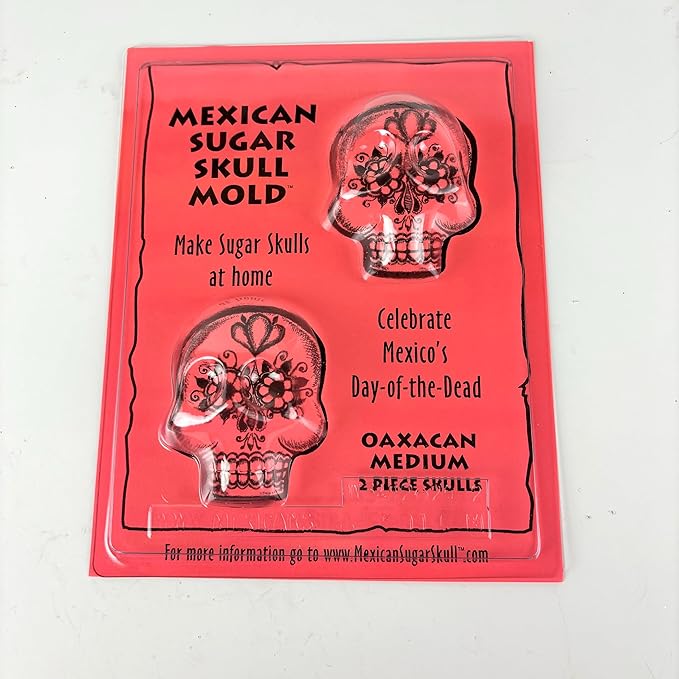 MEXICAN
SUGAR
SKULL
MOLD™
Make Sugar Skulls
at home
Celebrate
Mexico's
Day-of-the-Dead
OAXACAN
MEDIUM
2 PIECE SKULLS
For more information go to www.MexicanSugarSkull™.com